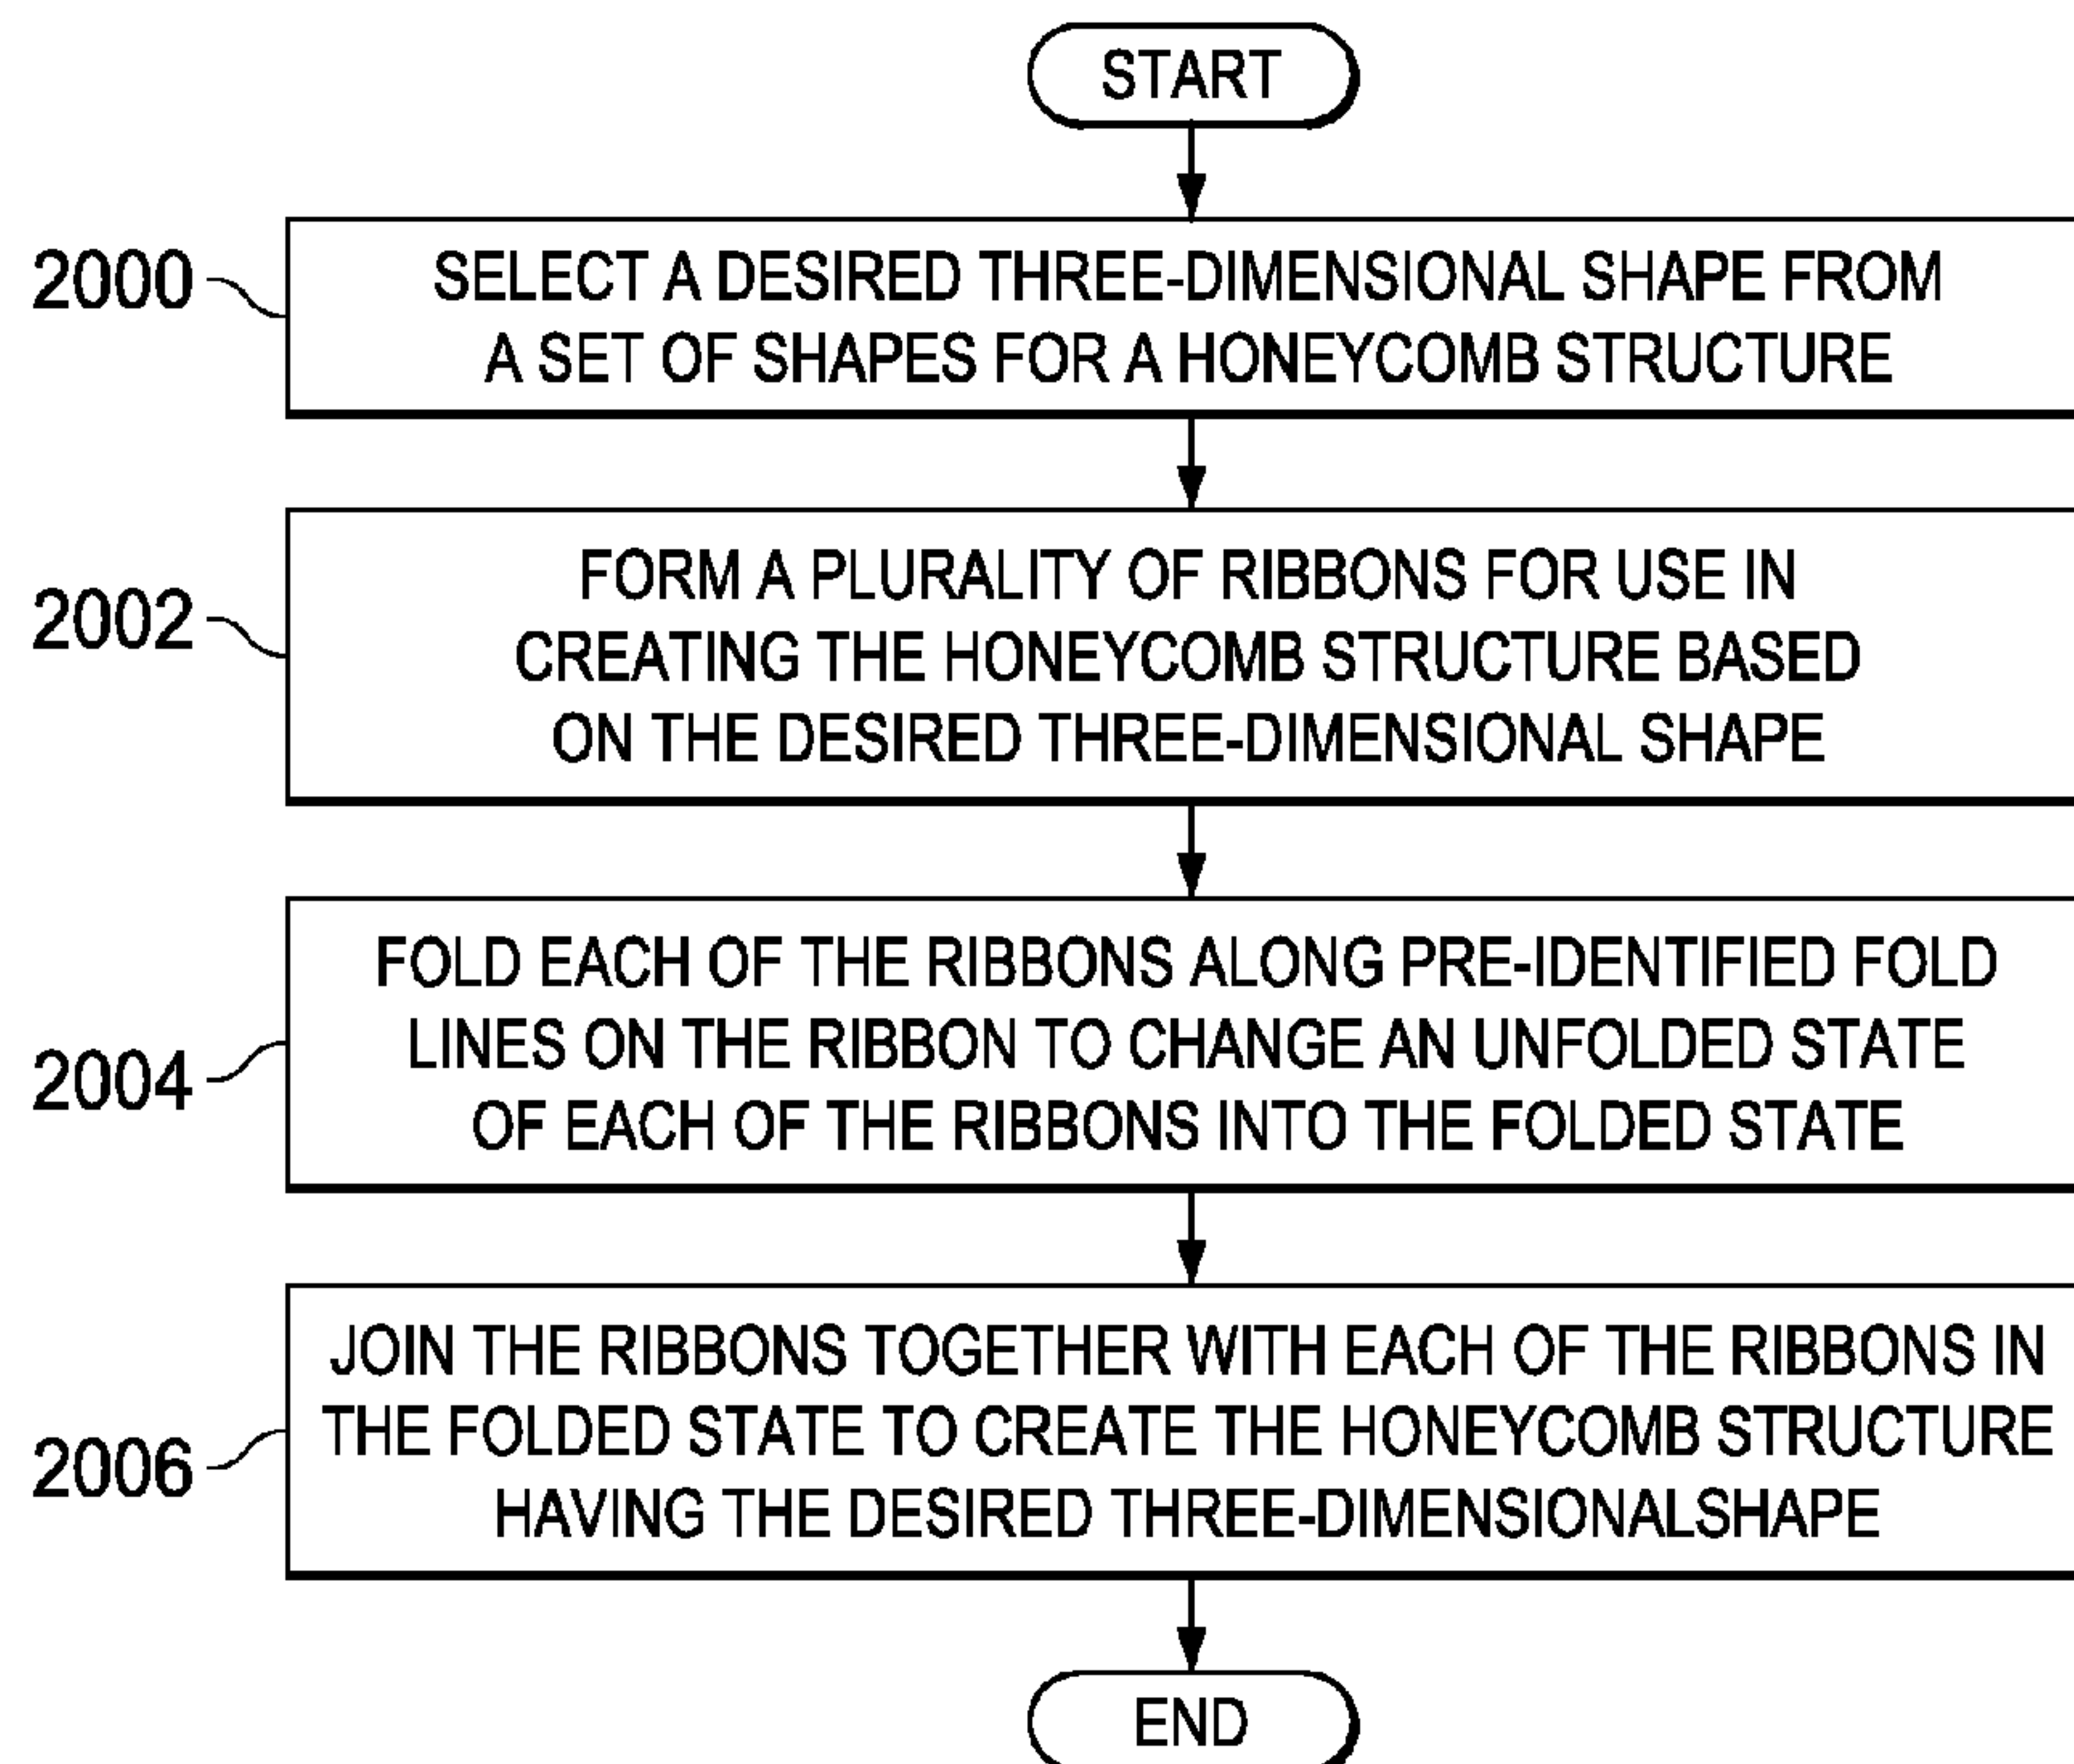 START
2000
SELECT A DESIRED THREE-DIMENSIONAL SHAPE FROM
A SET OF SHAPES FOR A HONEYCOMB STRUCTURE
2002
FORM A PLURALITY OF RIBBONS FOR USE IN
CREATING THE HONEYCOMB STRUCTURE BASED
ON THE DESIRED THREE-DIMENSIONAL SHAPE
2004
FOLD EACH OF THE RIBBONS ALONG PRE-IDENTIFIED FOLD
LINES ON THE RIBBON TO CHANGE AN UNFOLDED STATE
OF EACH OF THE RIBBONS INTO THE FOLDED STATE
2006
JOIN THE RIBBONS TOGETHER WITH EACH OF THE RIBBONS IN
THE FOLDED STATE TO CREATE THE HONEYCOMB STRUCTURE
HAVING THE DESIRED THREE-DIMENSIONALSHAPE
END